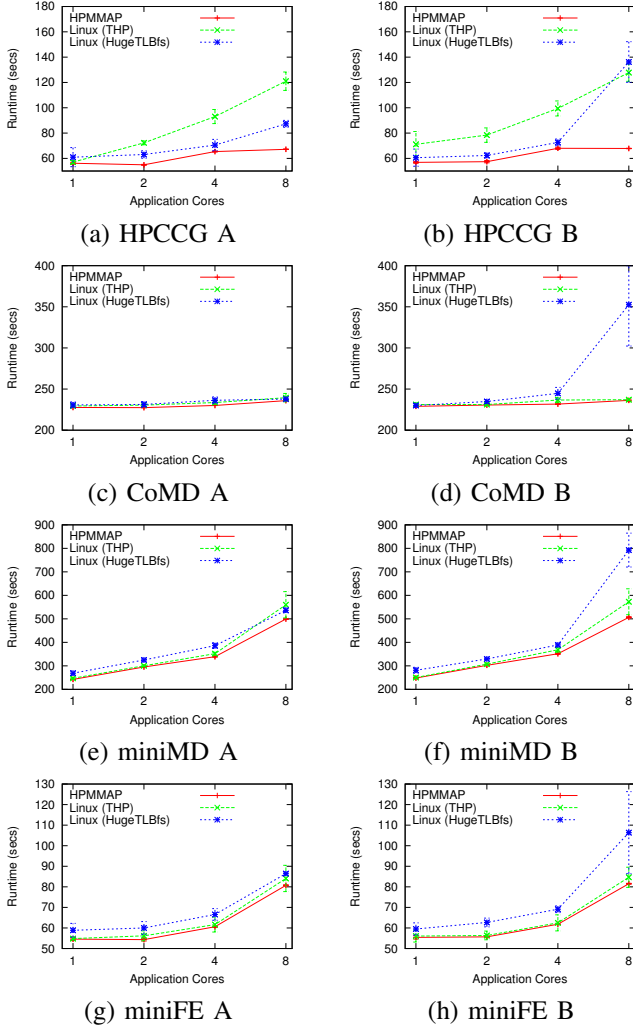 180
160
140
120
100
80
60
Runtime (secs)
HPMMAP
Linux (THP)
Linux (HugeTLBfs)
1 2 4 8
Application Cores
(a) HPCCG A
180
160
140
120
100
80
60
Runtime (secs)
HPMMAP
Linux (THP)
Linux (HugeTLBfs)
1 2 4 8
Application Cores
(b) HPCCG B
400
350
300
250
200
Runtime (secs)
HPMMAP
Linux (THP)
Linux (HugeTLBfs)
1 2 4 8
Application Cores
(c) CoMD A
400
350
300
250
200
Runtime (secs)
HPMMAP
Linux (THP)
Linux (HugeTLBfs)
1 2 4 8
Application Cores
(d) CoMD B
900
800
700
600
500
400
300
200
Runtime (secs)
HPMMAP
Linux (THP)
Linux (HugeTLBfs)
1 2 4 8
Application Cores
(e) miniMD A
900
800
700
600
500
400
300
200
Runtime (secs)
HPMMAP
Linux (THP)
Linux (HugeTLBfs)
1 2 4 8
Application Cores
(f) miniMD B
130
120
110
100
90
80
70
60
50
Runtime (secs)
HPMMAP
Linux (THP)
Linux (HugeTLBfs)
1 2 4 8
Application Cores
(g) miniFE A
130
120
110
100
90
80
70
60
50
Runtime (secs)
HPMMAP
Linux (THP)
Linux (HugeTLBfs)
1 2 4 8
Application Cores
(h) miniFE B